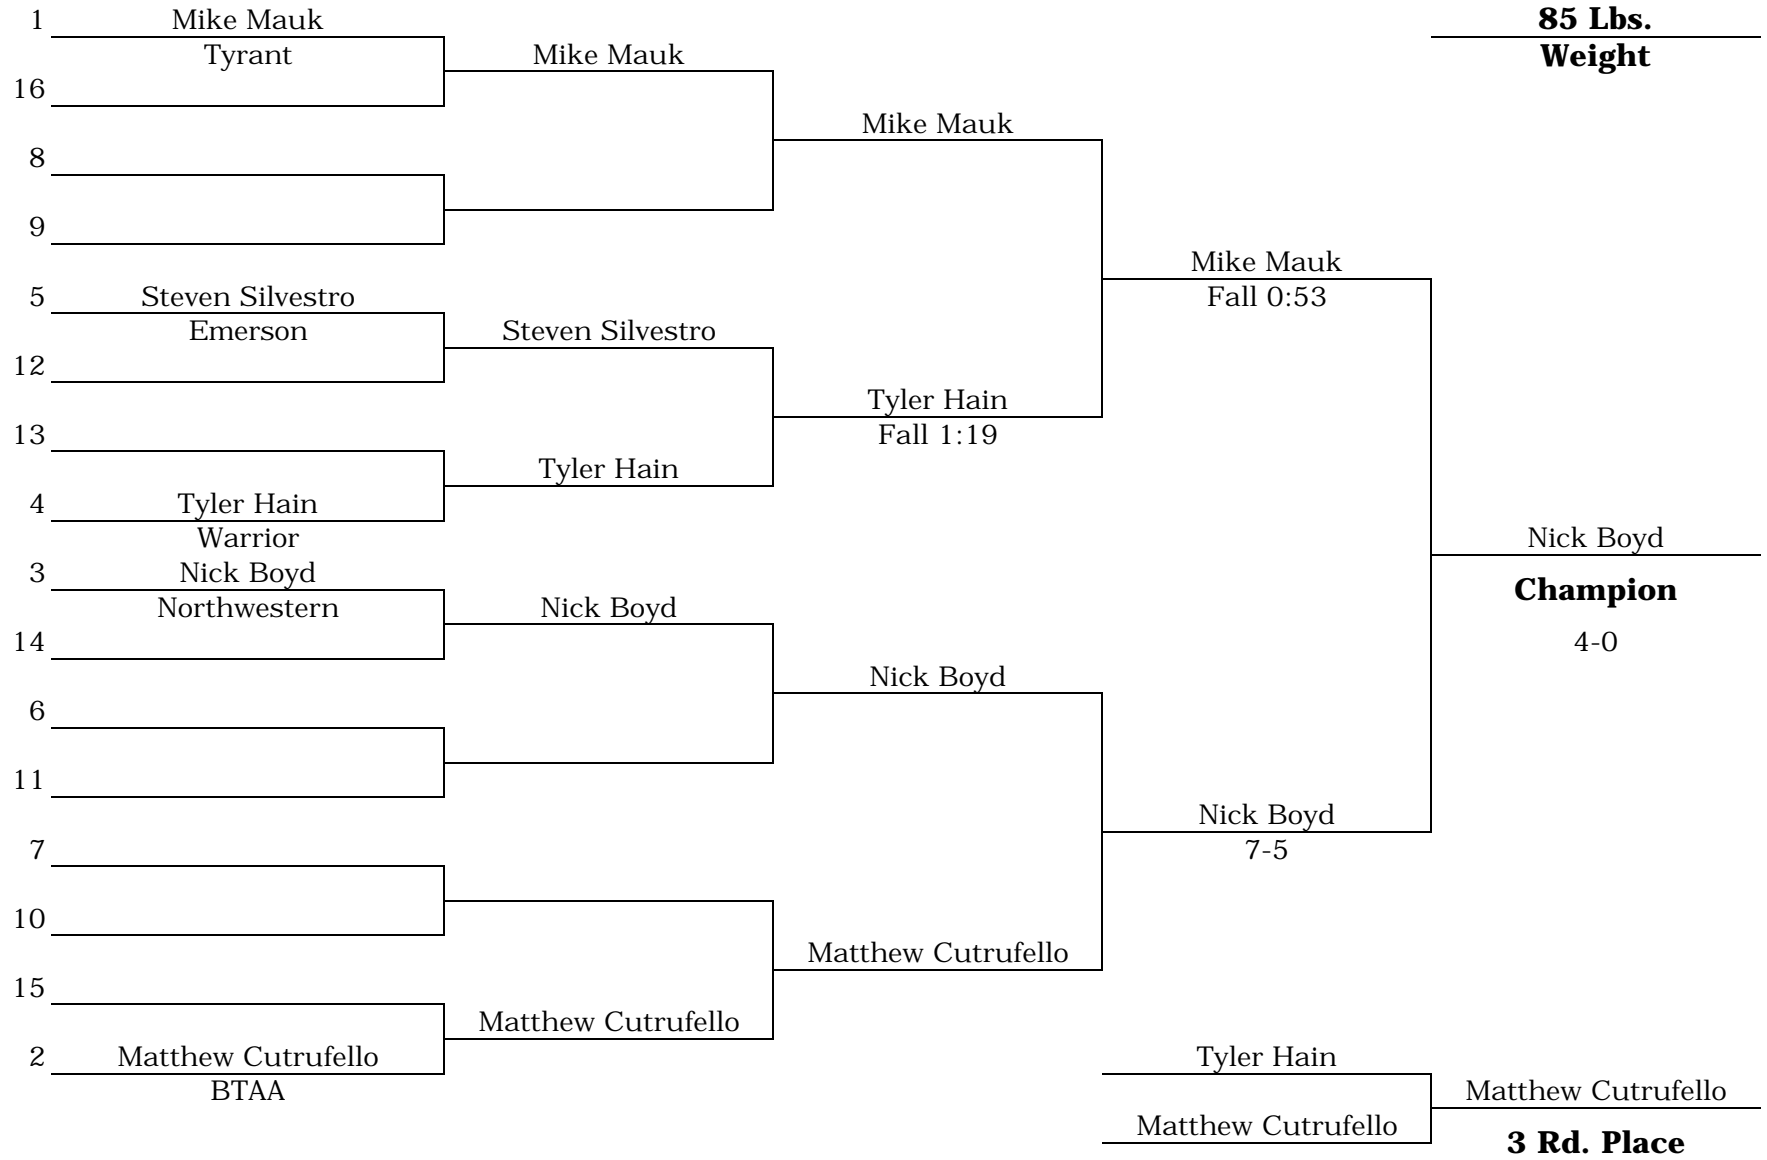 1 Mike Mauk
Tyrant
16
8
9
5 Steven Silvestro
Emerson
12
13
4 Tyler Hain
Warrior
3 Nick Boyd
Northwestern
14
6
11
7
10
15
2 Matthew Cutrufello
BTAA
Mike Mauk
Steven Silvestro
Tyler Hain
Nick Boyd
Matthew Cutrufello
Mike Mauk
Tyler Hain
Fall 1:19
Nick Boyd
Matthew Cutrufello
Mike Mauk
Fall 0:53
Nick Boyd
7-5
Tyler Hain
Matthew Cutrufello
85 Lbs.
Weight
Nick Boyd
Champion
4-0
Matthew Cutrufello
3 Rd. Place